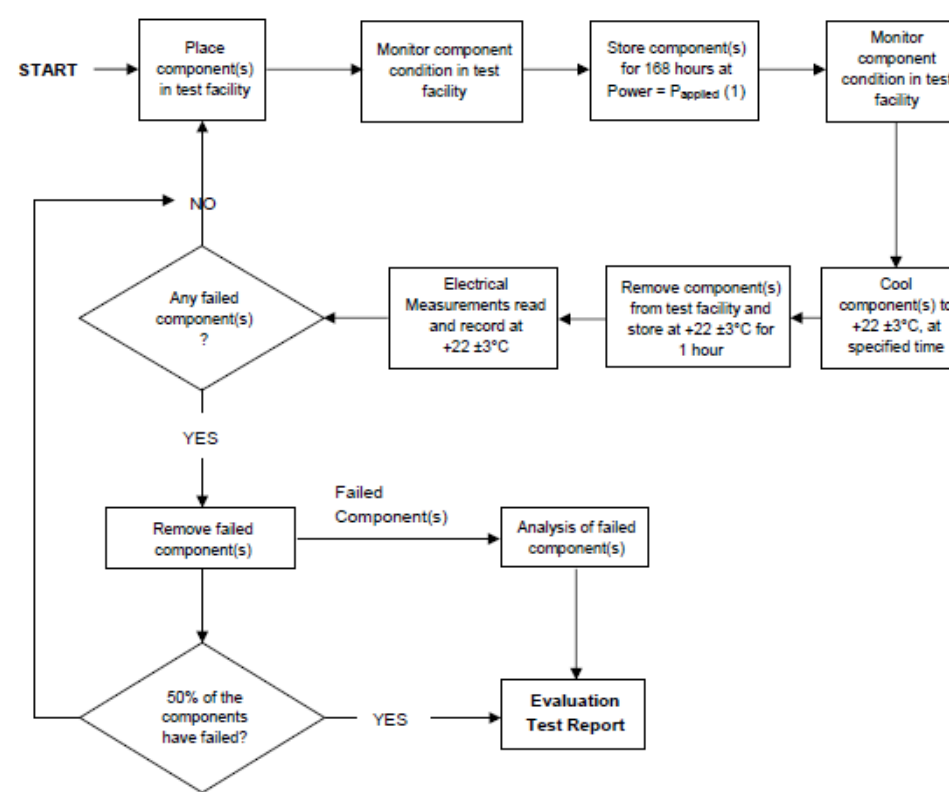 START
Place
component(s)
in test facility
Monitor component
condition in test
facility
Store component(s)
for 168 hours at
Power = Papplied (1)
Monitor
component
condition in test
facility
Cool
component(s) to
+22 ±3°C, at
specified time
Remove component(s)
from test facility and
store at +22 ±3°C for
1 hour
Electrical
Measurements read
and record at
+22 ±3°C
Any failed
component(s)
?
NO
YES
Remove failed
component(s)
Failed
Component(s)
Analysis of failed
component(s)
50% of the
components
have failed?
YES
Evaluation
Test Report